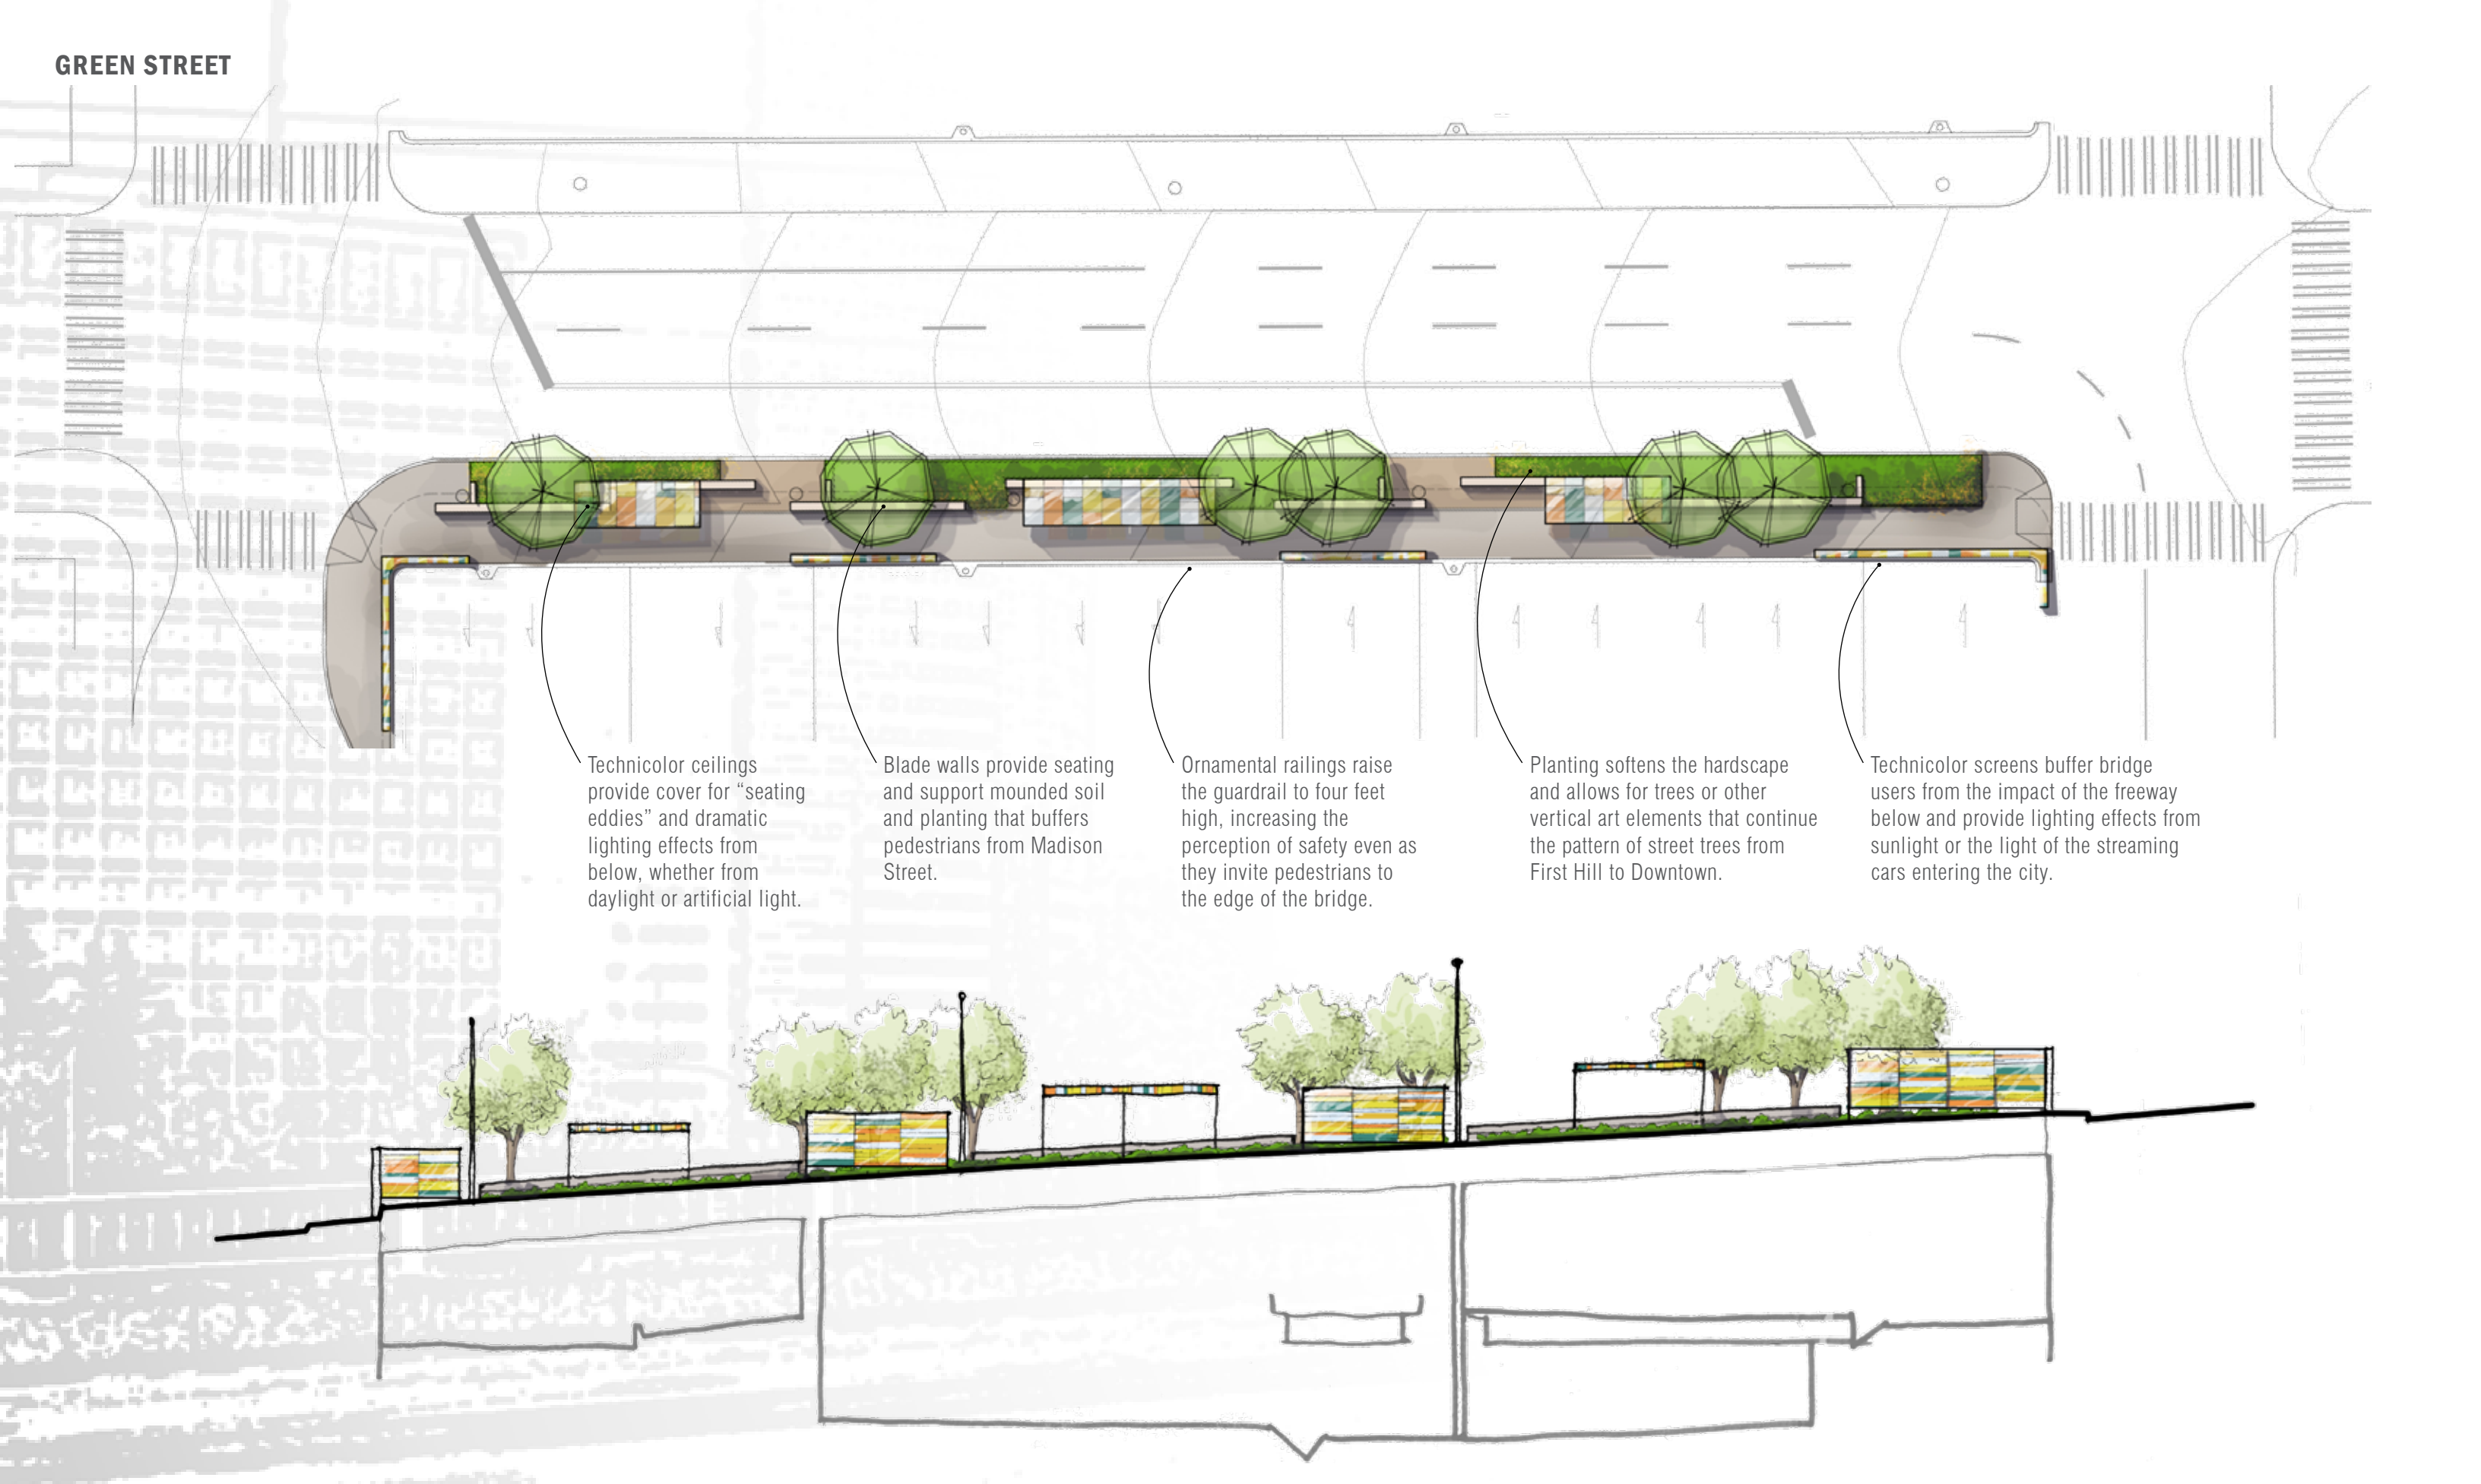 GREEN STREET
Technicolor ceilings
provide cover for “seating
eddies” and dramatic
lighting effects from
below, whether from
daylight or artificial light.
Blade walls provide seating
and support mounded soil
and planting that buffers
pedestrians from Madison
Street.
Ornamental railings raise
the guardrail to four feet
high, increasing the
perception of safety even as
they invite pedestrians to
the edge of the bridge.
Planting softens the hardscape
and allows for trees or other
vertical art elements that continue
the pattern of street trees from
First Hill to Downtown.
Technicolor screens buffer bridge
users from the impact of the freeway
below and provide lighting effects from
sunlight or the light of the streaming
cars entering the city.